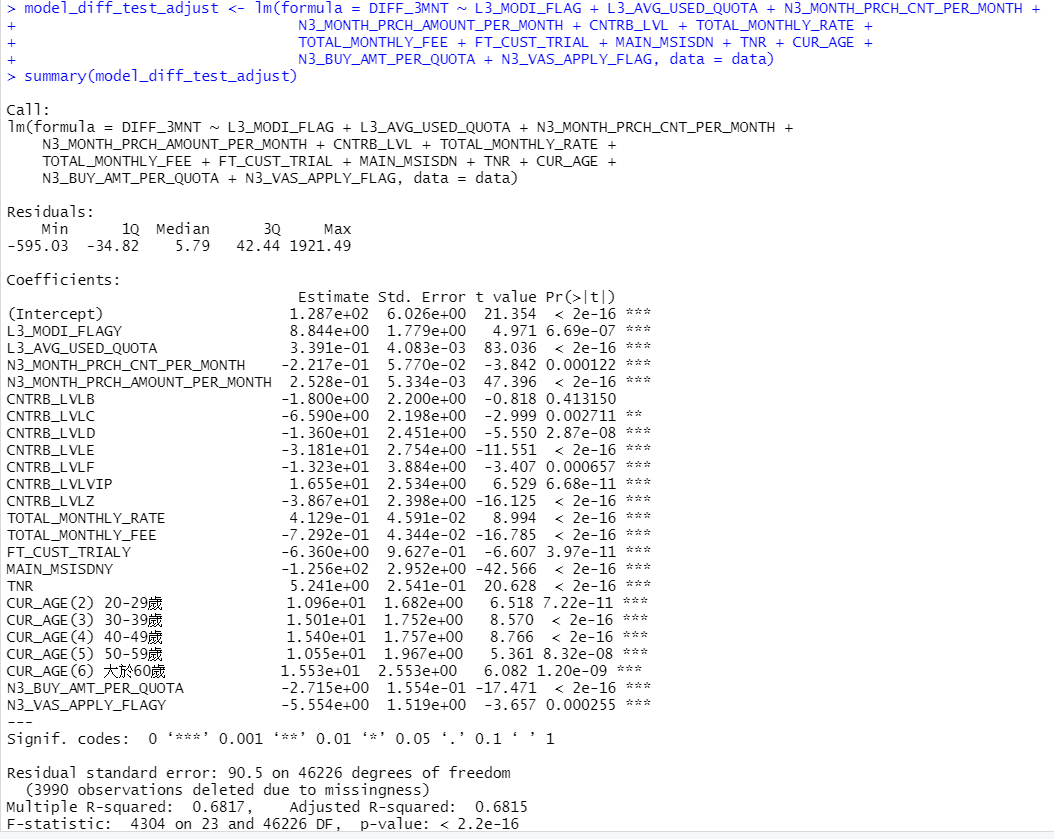 > model_diff_test_adjust <- lm(formula = DIFF_3MNT ~ L3_MODI_FLAG + L3_AVG_USED_QUOTA + N3_MONTH_PRCH_CNT_PER_MONTH +
+                                N3_MONTH_PRCH_AMOUNT_PER_MONTH + CNTRB_LVL + TOTAL_MONTHLY_RATE +
+                                TOTAL_MONTHLY_FEE + FT_CUST_TRIAL + MAIN_MSISDN + TNR + CUR_AGE +
+                                N3_BUY_AMT_PER_QUOTA + N3_VAS_APPLY_FLAG, data = data)
> summary(model_diff_test_adjust)

Call:
lm(formula = DIFF_3MNT ~ L3_MODI_FLAG + L3_AVG_USED_QUOTA + N3_MONTH_PRCH_CNT_PER_MONTH +
    N3_MONTH_PRCH_AMOUNT_PER_MONTH + CNTRB_LVL + TOTAL_MONTHLY_RATE +
    TOTAL_MONTHLY_FEE + FT_CUST_TRIAL + MAIN_MSISDN + TNR + CUR_AGE +
    N3_BUY_AMT_PER_QUOTA + N3_VAS_APPLY_FLAG, data = data)

Residuals:
    Min      1Q  Median      3Q     Max
-595.03  -34.82    5.79   42.44 1921.49

Coefficients:
                                 Estimate Std. Error t value Pr(>|t|)
(Intercept)                     1.287e+02  6.026e+00  21.354  < 2e-16 ***
L3_MODI_FLAGY                   8.844e+00  1.779e+00   4.971 6.69e-07 ***
L3_AVG_USED_QUOTA               3.391e-01  4.083e-03  83.036  < 2e-16 ***
N3_MONTH_PRCH_CNT_PER_MONTH    -2.217e-01  5.770e-02  -3.842 0.000122 ***
N3_MONTH_PRCH_AMOUNT_PER_MONTH  2.528e-01  5.334e-03  47.396  < 2e-16 ***
CNTRB_LVLB                     -1.800e+00  2.200e+00  -0.818 0.413150
CNTRB_LVLC                     -6.590e+00  2.198e+00  -2.999 0.002711 **
CNTRB_LVLD                     -1.360e+01  2.451e+00  -5.550 2.87e-08 ***
CNTRB_LVLE                     -3.181e+01  2.754e+00 -11.551  < 2e-16 ***
CNTRB_LVLF                     -1.323e+01  3.884e+00  -3.407 0.000657 ***
CNTRB_LVLVIP                    1.655e+01  2.534e+00   6.529 6.68e-11 ***
CNTRB_LVLZ                     -3.867e+01  2.398e+00 -16.125  < 2e-16 ***
TOTAL_MONTHLY_RATE              4.129e-01  4.591e-02   8.994  < 2e-16 ***
TOTAL_MONTHLY_FEE              -7.292e-01  4.344e-02 -16.785  < 2e-16 ***
FT_CUST_TRIALY                 -6.360e+00  9.627e-01  -6.607 3.97e-11 ***
MAIN_MSISDNY                   -1.256e+02  2.952e+00 -42.566  < 2e-16 ***
TNR                             5.241e+00  2.541e-01  20.628  < 2e-16 ***
CUR_AGE(2) 20-29歲              1.096e+01  1.682e+00   6.518 7.22e-11 ***
CUR_AGE(3) 30-39歲              1.501e+01  1.752e+00   8.570  < 2e-16 ***
CUR_AGE(4) 40-49歲              1.540e+01  1.757e+00   8.766  < 2e-16 ***
CUR_AGE(5) 50-59歲              1.055e+01  1.967e+00   5.361 8.32e-08 ***
CUR_AGE(6) 大於60歲             1.553e+01  2.553e+00   6.082 1.20e-09 ***
N3_BUY_AMT_PER_QUOTA           -2.715e+00  1.554e-01 -17.471  < 2e-16 ***
N3_VAS_APPLY_FLAGY             -5.554e+00  1.519e+00  -3.657 0.000255 ***
---
Signif. codes:  0 ‘***’ 0.001 ‘**’ 0.01 ‘*’ 0.05 ‘.’ 0.1 ‘ ’ 1

Residual standard error: 90.5 on 46226 degrees of freedom
  (3990 observations deleted due to missingness)
Multiple R-squared:  0.6817,    Adjusted R-squared:  0.6815
F-statistic:  4304 on 23 and 46226 DF,  p-value: < 2.2e-16